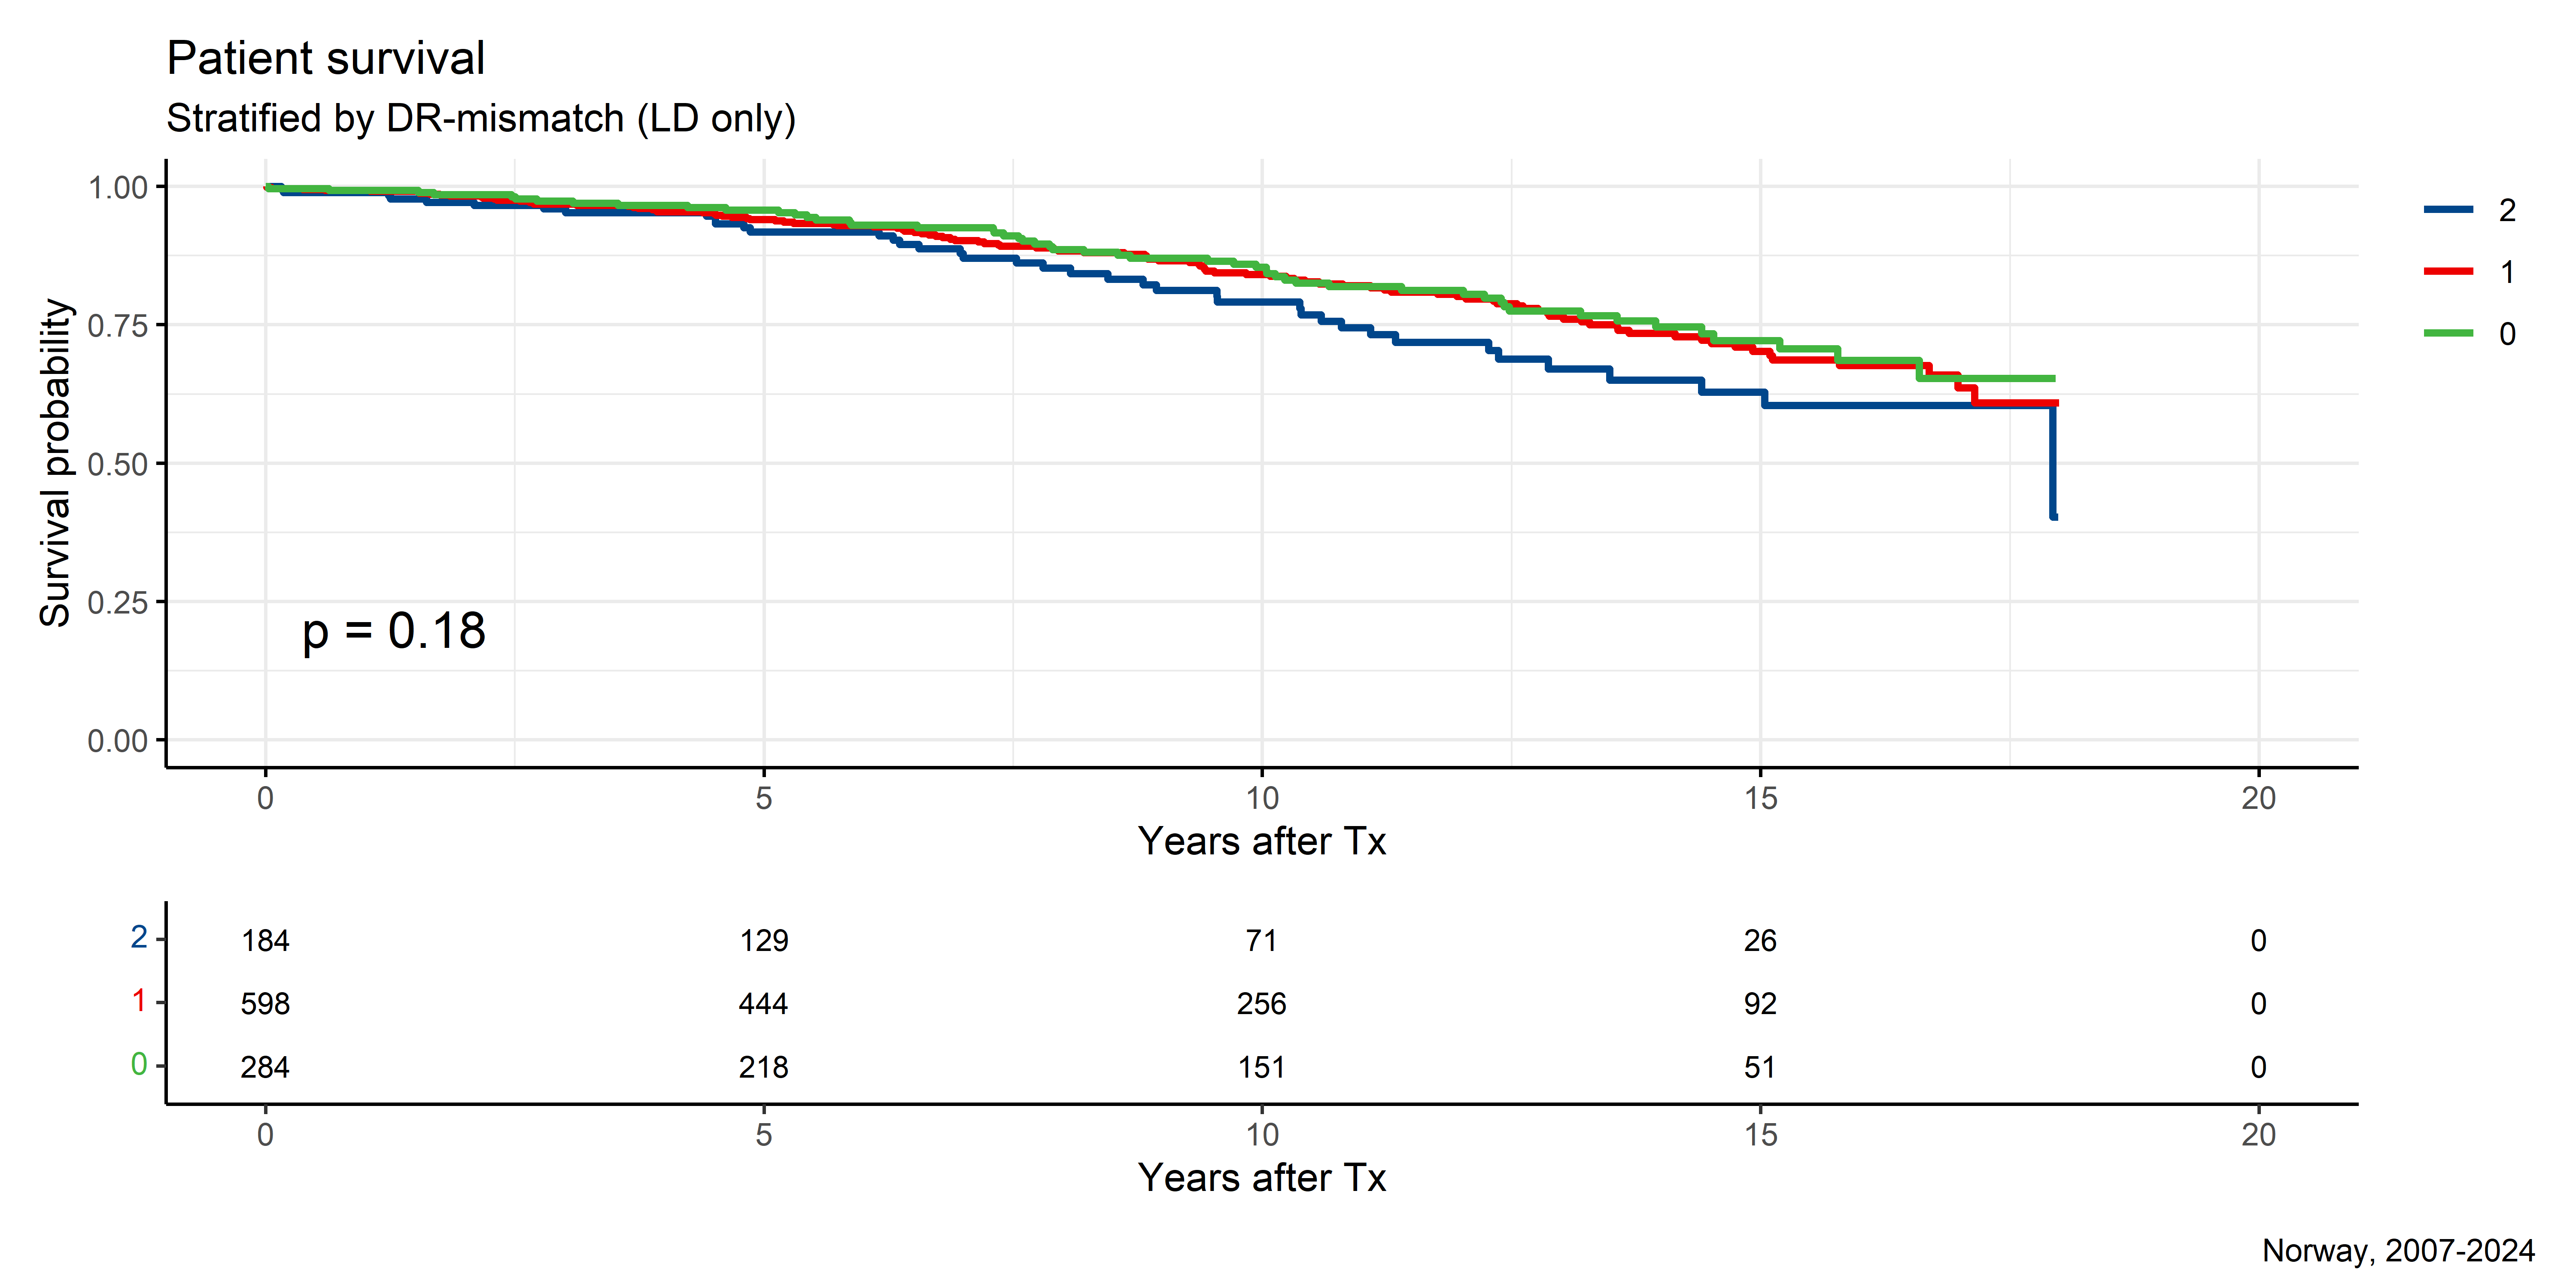 Patient survival
Stratified by DR-mismatch (LD only)
1.00
0.75
0.50
0.25
0.00
Survival probability
p = 0.18
2
1
0
0 5 10 15 20
Years after Tx
2 184 129 71 26 0
1 598 444 256 92 0
0 284 218 151 51 0
0 5 10 15 20
Years after Tx
Norway, 2007-2024